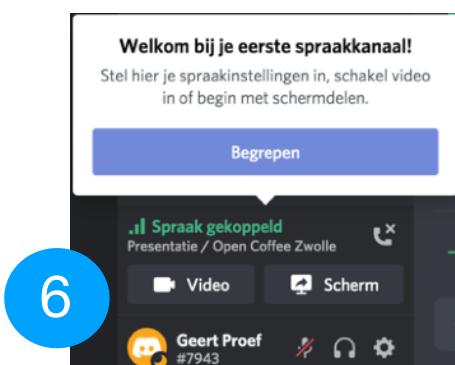 Welkom bij je eerste spraakkanaal!
Stel hier je spraakinstellingen in, schakel video
in of begin met schermdelen.
Begrepen
Spraak gekoppeld
Presentatie / Open Coffee Zwolle
Video Scherm
6
Geert Proef
#7943